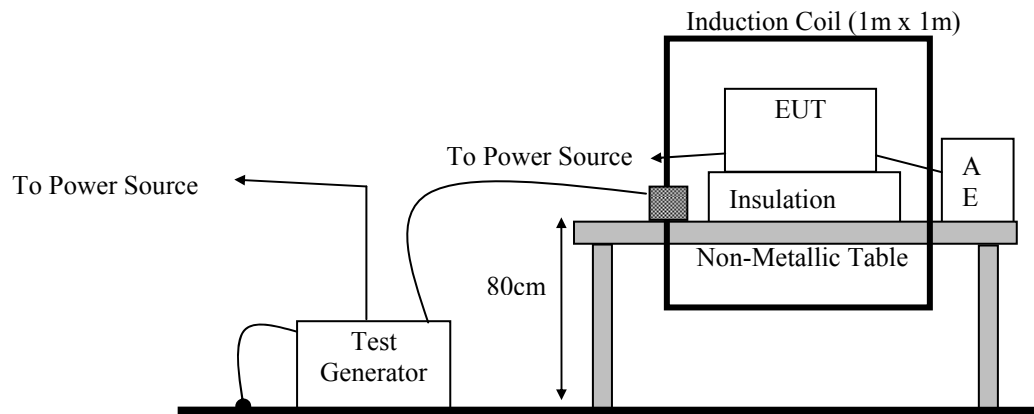 Induction Coil (1m x 1m)
EUT
To Power Source
A
E
To Power Source
Insulation
Non-Metallic Table
80cm
Test
Generator